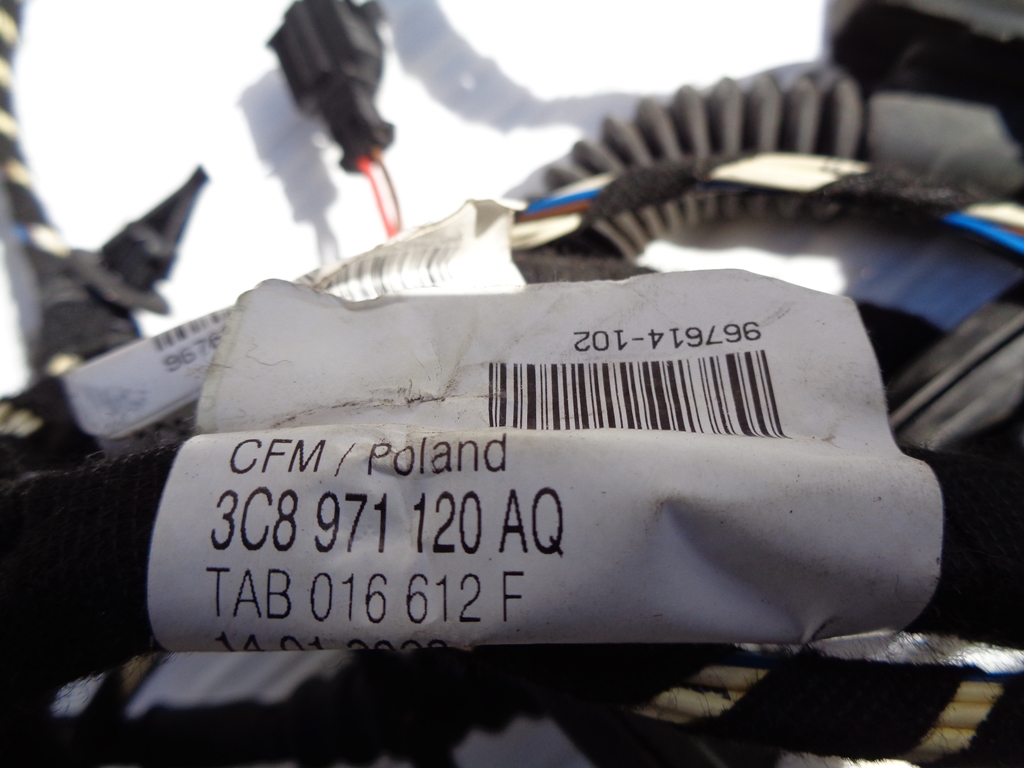 967614-102
CFM / Poland
3C8 971 120 AQ
TAB 016 612 F